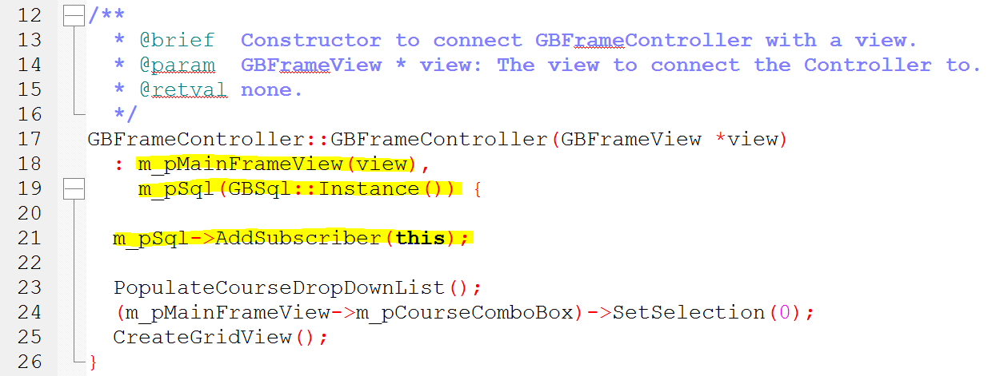 12 /**
13  * @brief  Constructor to connect GBFrameController with a view.
14  * @param  GBFrameView * view: The view to connect the Controller to.
15  * @retval none.
16  */
17 GBFrameController::GBFrameController(GBFrameView *view)
18   : m_pMainFrameView(view),
19     m_pSql(GBSql::Instance()) {
20
21   m_pSql->AddSubscriber(this);
22
23   PopulateCourseDropDownList();
24   (m_pMainFrameView->m_pCourseComboBox)->SetSelection(0);
25   CreateGridView();
26 }